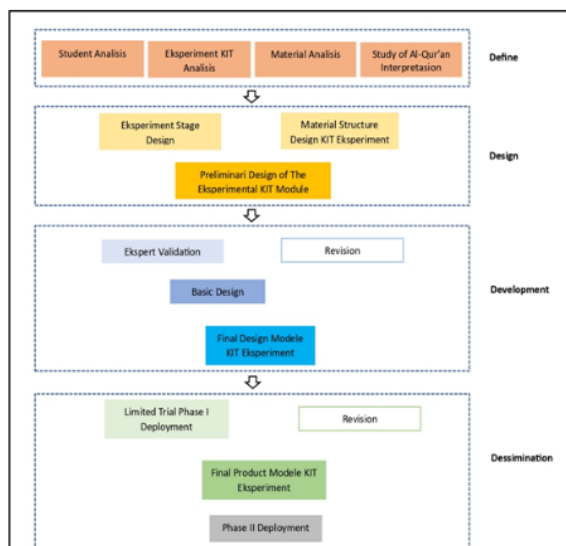 Student Analisis
Eksperiment KIT
Analysis
Material Analisis
Study of Al-Qur'an
Interpretasion
Define
Eksperiment Stage
Design
Material Structure
Design KIT Eksperiment
Preliminari Design of The
Eksperimental KIT Module
Design
Ekspert Validation
Revision
Basic Design
Final Design Modele
KIT Eksperiment
Development
Limited Trial Phase I
Deployment
Revision
Final Product Modele KIT
Eksperiment
Phase II Deployment
Dessimination